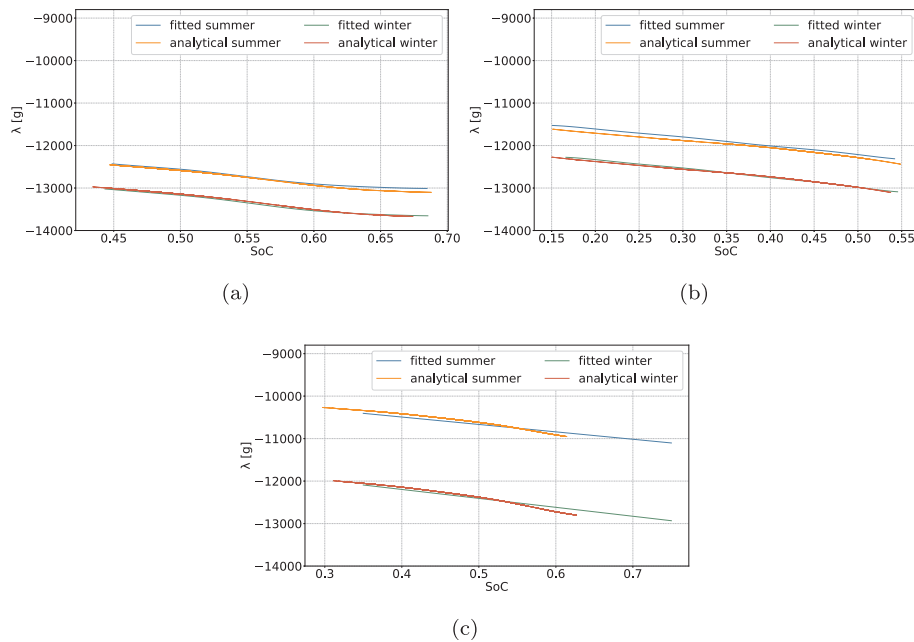 fitted summer
analytical summer
fitted winter
analytical winter
λ [g]
−9000
−10000
−11000
−12000
−13000
−14000
0.45 0.50 0.55 0.60 0.65 0.70
SoC
(a)
fitted summer
analytical summer
fitted winter
analytical winter
λ [g]
−9000
−10000
−11000
−12000
−13000
−14000
0.15 0.20 0.25 0.30 0.35 0.40 0.45 0.50 0.55
SoC
(b)
fitted summer
analytical summer
fitted winter
analytical winter
λ [g]
−9000
−10000
−11000
−12000
−13000
−14000
0.3 0.4 0.5 0.6 0.7
SoC
(c)